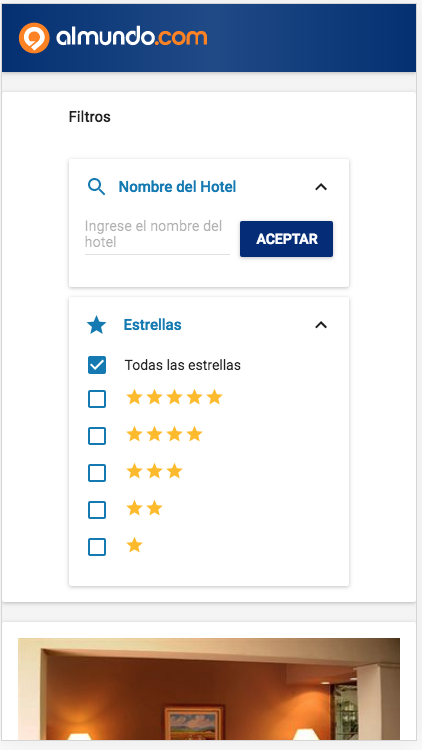 almundo.com
Filtros
Nombre del Hotel
Ingrese el nombre del
hotel
ACEPTAR
Estrellas
Todas las estrellas